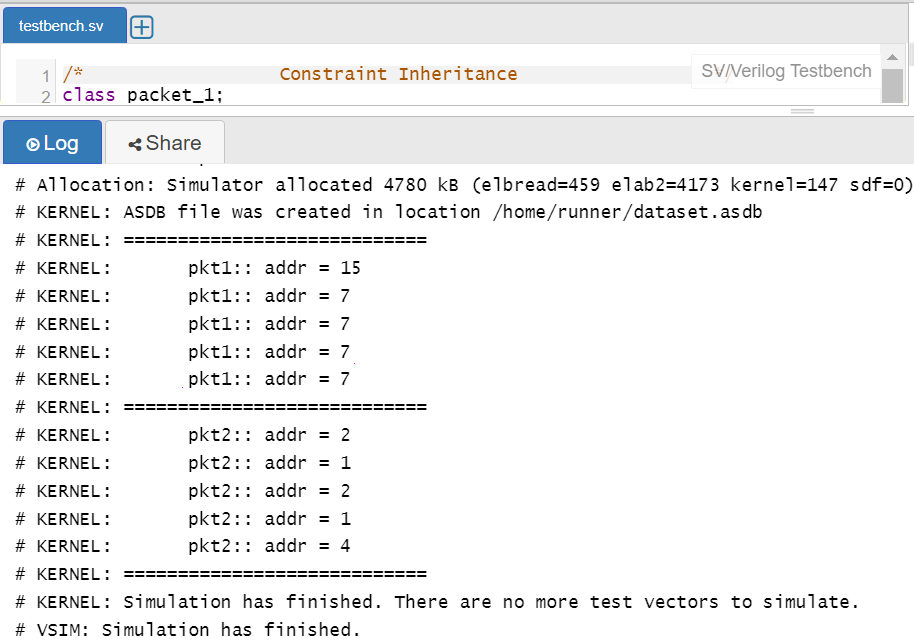 testbench.sv
1 /* Constraint Inheritance
SV/Verilog Testbench
2 class packet_1;
Log Share
# Allocation: Simulator allocated 4780 kB (elbread=459 elab2=4173 kernel=147 sdf=0)
# KERNEL: ASDB file was created in location /home/runner/dataset.asdb
# KERNEL: ============================
# KERNEL: pkt1:: addr = 15
# KERNEL: pkt1:: addr = 7
# KERNEL: pkt1:: addr = 7
# KERNEL: pkt1:: addr = 7
# KERNEL: pkt1:: addr = 7
# KERNEL: ============================
# KERNEL: pkt2:: addr = 2
# KERNEL: pkt2:: addr = 1
# KERNEL: pkt2:: addr = 2
# KERNEL: pkt2:: addr = 1
# KERNEL: pkt2:: addr = 4
# KERNEL: ============================
# KERNEL: Simulation has finished. There are no more test vectors to simulate.
# VSIM: Simulation has finished.